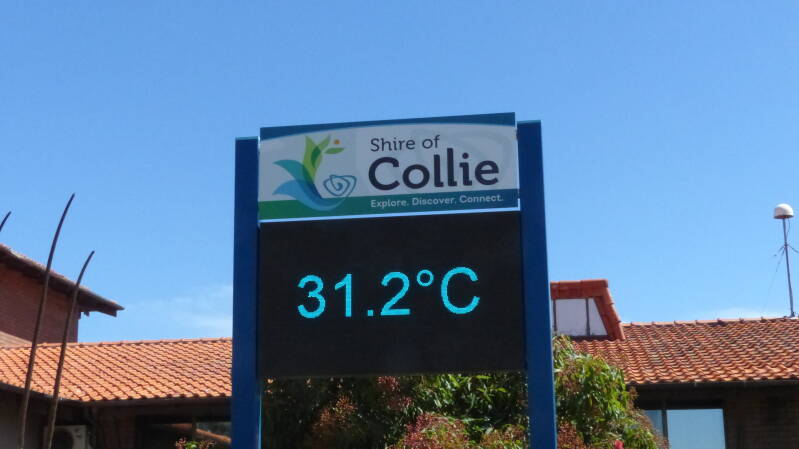 Shire of
Collie
Explore. Discover. Connect.
31.2°C